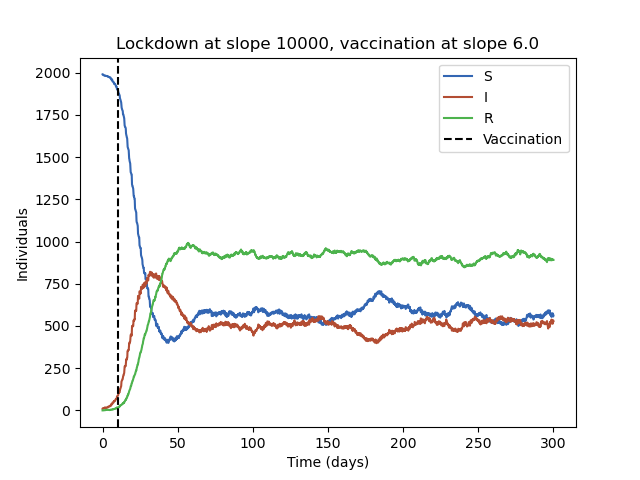 Lockdown at slope 10000, vaccination at slope 6.0
2000
1750
1500
1250
1000
750
500
250
0
Individuals
S
I
R
Vaccination
0 50 100 150 200 250 300
Time (days)